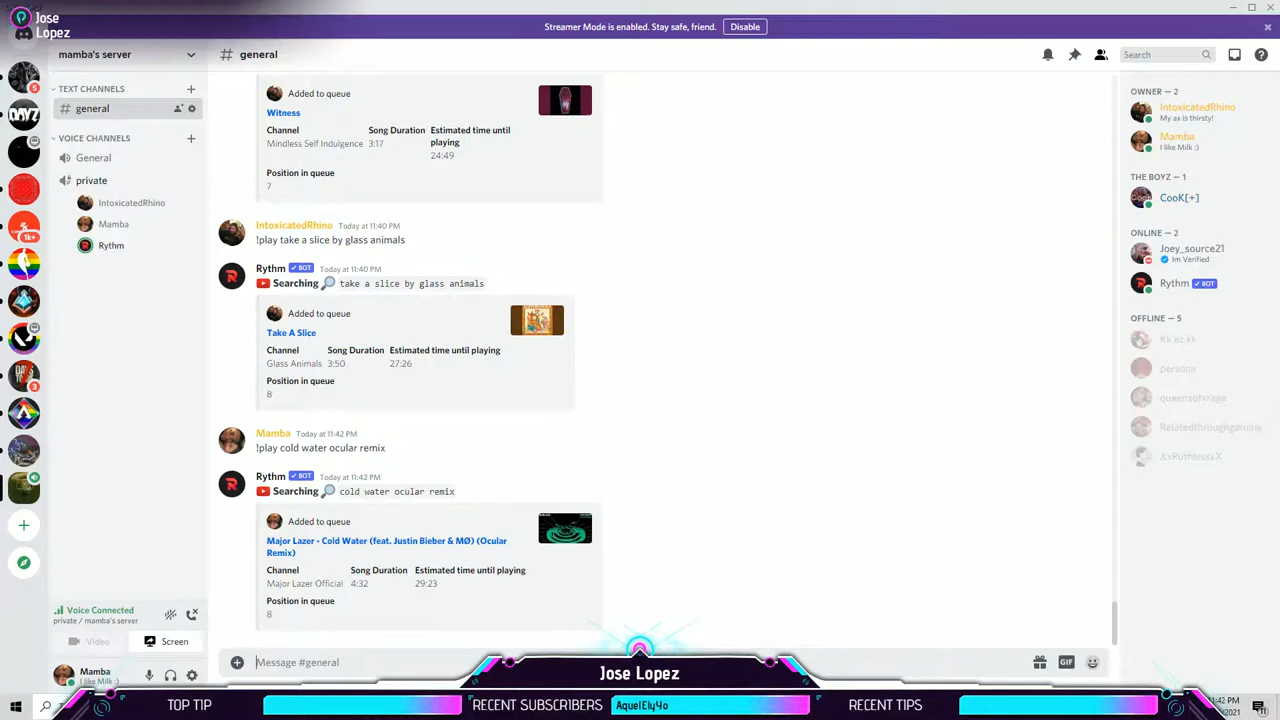 Jose
Lopez
Streamer Mode is enabled. Stay safe, friend.
Disable
mamba's server
# general
Search
TEXT CHANNELS
# general
VOICE CHANNELS
General
private
IntoxicatedRhino
Mamba
Rythm
5
1k+
3
Added to queue
Witness
Channel Song Duration Estimated time until
playing
Mindless Self Indulgence 3:17
24:49
Position in queue
7
IntoxicatedRhino Today at 11:40 PM
!play take a slice by glass animals
Rythm BOT Today at 11:40 PM
Searching take a slice by glass animals
Added to queue
Take A Slice
Channel Song Duration Estimated time until playing
Glass Animals 3:50 27:26
Position in queue
8
Mamba Today at 11:42 PM
!play cold water ocular remix
Rythm BOT Today at 11:42 PM
Searching cold water ocular remix
Added to queue
Major Lazer - Cold Water (feat. Justin Bieber & MØ) (Ocular
Remix)
Channel Song Duration Estimated time until playing
Major Lazer Official 4:32 29:23
Position in queue
8
OWNER — 2
IntoxicatedRhino
My ax is thirsty!
Mamba
I like Milk :)
THE BOYZ — 1
CooK[+]
ONLINE — 2
Joey_source21
Im Verified
Rythm BOT
OFFLINE — 5
persona
XxRuthlessxX
Voice Connected
private / mamba's server
Video
Screen
Mamba
I like Milk :)
Message #general
GIF
Jose Lopez
TOP TIP
RECENT SUBSCRIBERS
AquelEly4o
RECENT TIPS